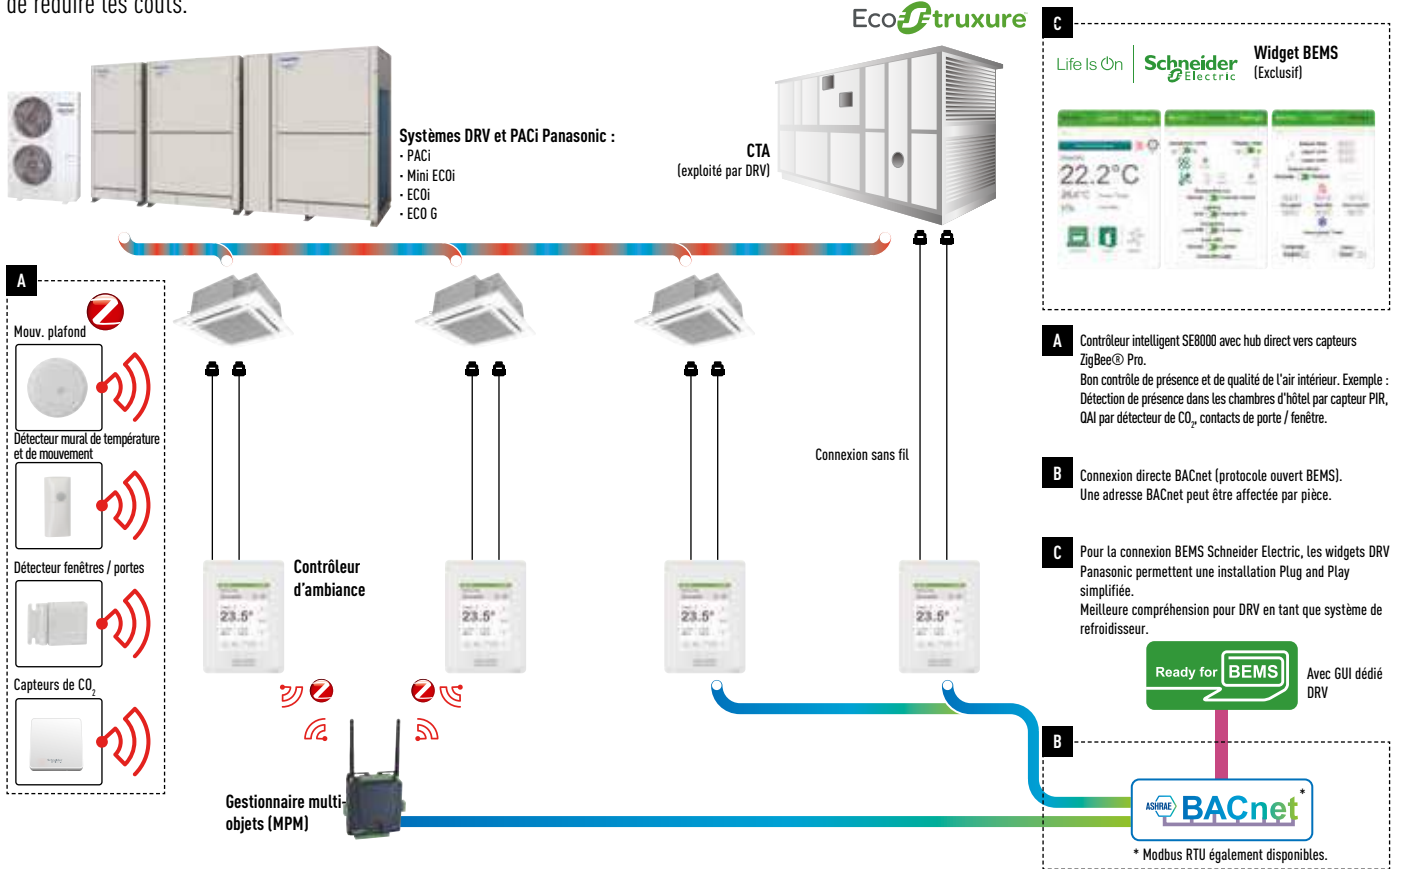 de réduire les coûts.
EcoStruxure
C
Life Is On
Schneider
Electric
Widget BEMS
(Exclusif)
22.2°C
Systèmes DRV et PACi Panasonic :
· PACi
· Mini ECOi
· ECOi
· ECO G
CTA
(exploité par DRV)
A
Z
Mouv. plafond
Détecteur mural de température
et de mouvement
Détecteur fenêtres / portes
Capteurs de CO₂
A
Contrôleur intelligent SE8000 avec hub direct vers capteurs
ZigBee® Pro.
Bon contrôle de présence et de qualité de l'air intérieur. Exemple :
Détection de présence dans les chambres d'hôtel par capteur PIR,
QAI par détecteur de CO₂, contacts de porte / fenêtre.
Connexion sans fil
B
Connexion directe BACnet (protocole ouvert BEMS).
Une adresse BACnet peut être affectée par pièce.
C
Pour la connexion BEMS Schneider Electric, les widgets DRV
Panasonic permettent une installation Plug and Play
simplifiée.
Meilleure compréhension pour DRV en tant que système de
refroidisseur.
Contrôleur
d'ambiance
23.5°
23.5°
23.5°
23.5°
Z
Z
Ready for BEMS
Avec GUI dédié
DRV
B
Gestionnaire multi-
objets (MPM)
ASHRAE BACnet*
* Modbus RTU également disponibles.